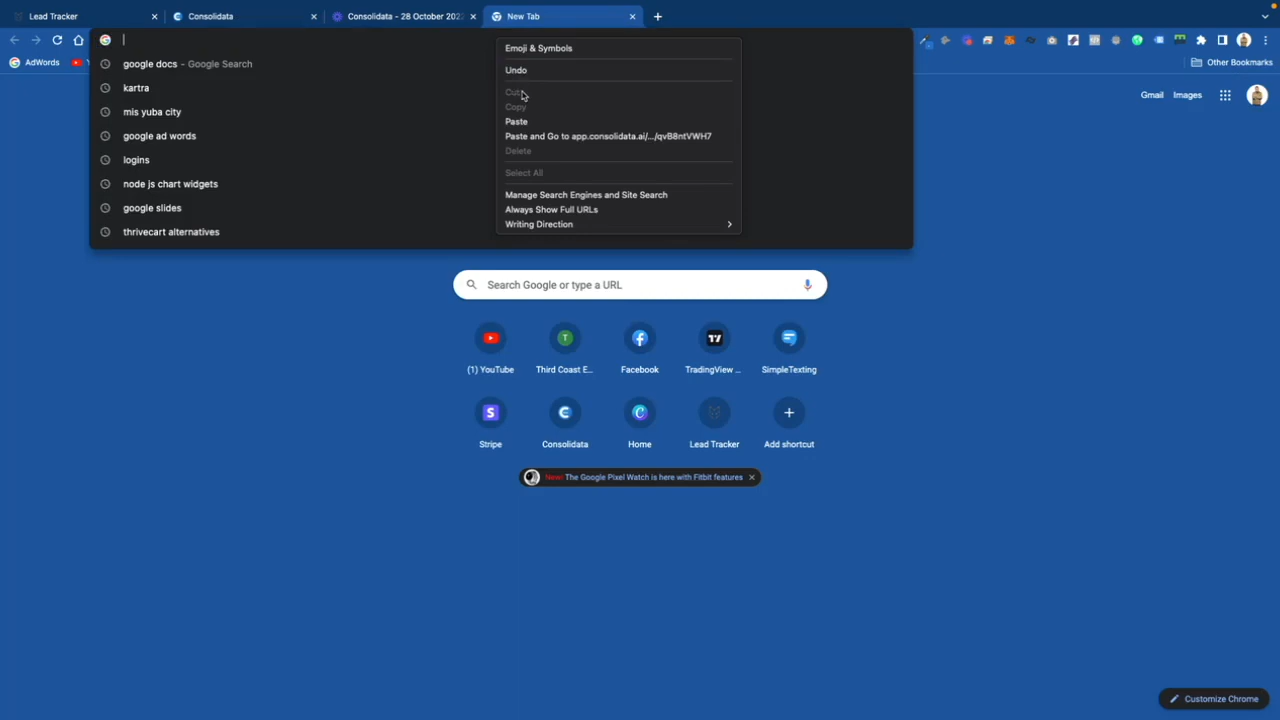 Lead Tracker
Consolidata
Consolidata - 28 October 202
New Tab
AdWords
Y
Other Bookmarks
google docs - Google Search
kartra
mis yuba city
google ad words
logins
node js chart widgets
google slides
thrivecart alternatives
Emoji & Symbols
Undo
Cut
Copy
Paste
Paste and Go to app.consolidata.ai/.../qvB8ntVWH7
Delete
Select All
Manage Search Engines and Site Search
Always Show Full URLs
Writing Direction
Gmail Images
Search Google or type a URL
(1) YouTube
Third Coast E...
Facebook
TradingView ...
SimpleTexting
Stripe
Consolidata
Home
Lead Tracker
Add shortcut
New! The Google Pixel Watch is here with Fitbit features
Customize Chrome